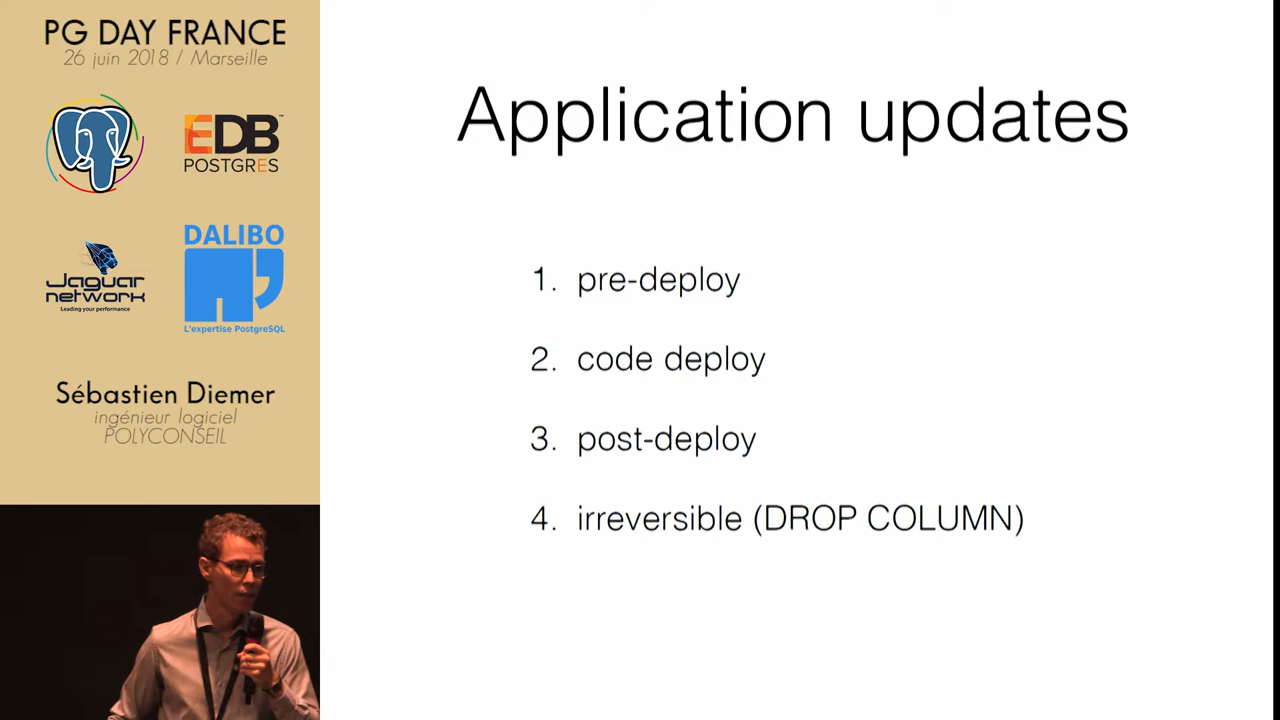 PG DAY FRANCE
26 juin 2018 / Marseille
EDB™
POSTGRES
Jaguar
network
Leading your performance
DALIBO
L'expertise PostgreSQL
Sébastien Diemer
ingénieur logiciel
POLYCONSEIL
Application updates
1. pre-deploy
2. code deploy
3. post-deploy
4. irreversible (DROP COLUMN)